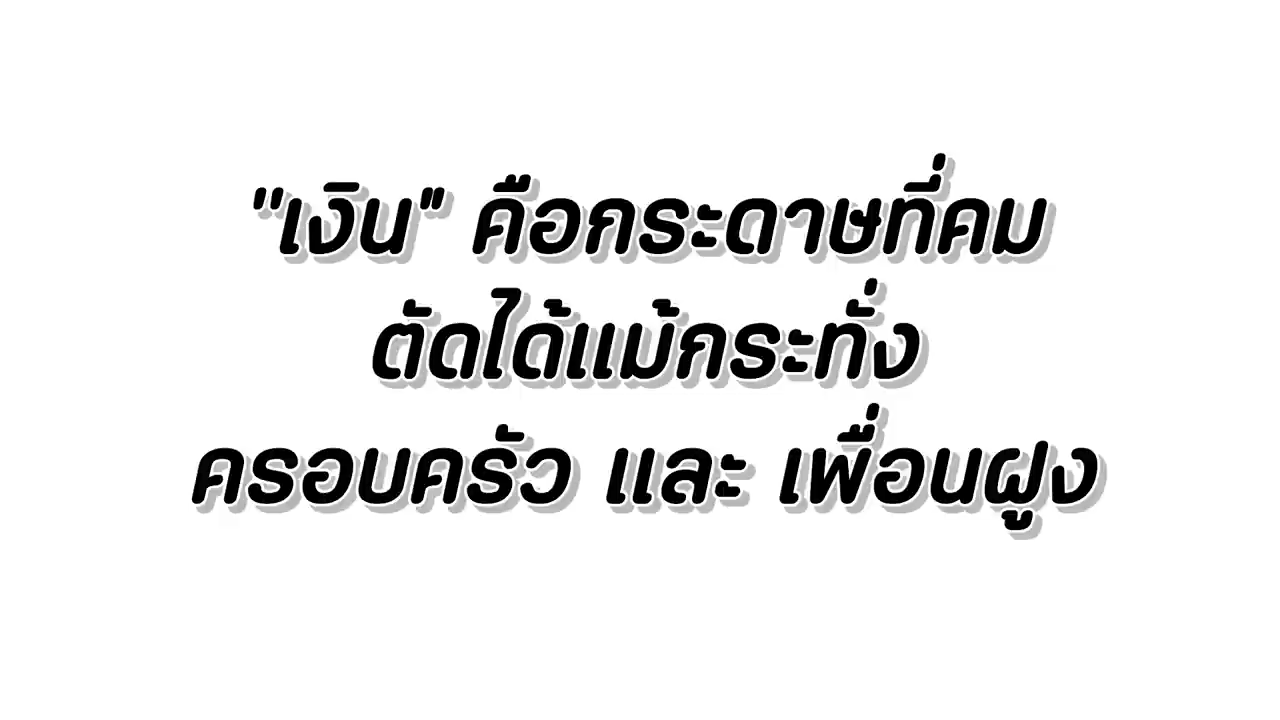 "เงิน" คือกระดาษที่คม
ตัดได้แม้กระทั่ง
ครอบครัว และ เพื่อนฝูง